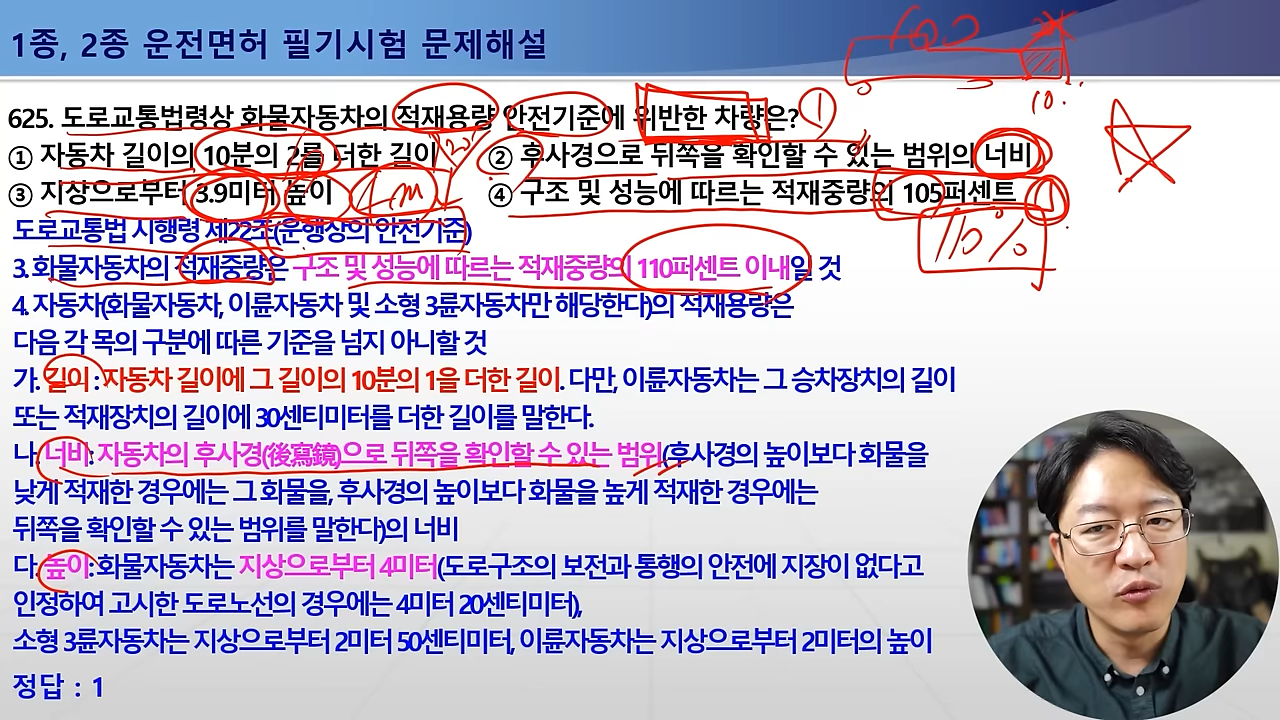 1종, 2종 운전면허 필기시험 문제해설
100
10.
625. 도로교통법령상 화물자동차의 적재용량 안전기준에 위반한 차량은? ①
① 자동차 길이의 10분의 2를 더한 길이 ② 후사경으로 뒤쪽을 확인할 수 있는 범위의 너비
③ 지상으로부터 3.9미터 높이 4m ④ 구조 및 성능에 따르는 적재중량의 105퍼센트
110%
도로교통법 시행령 제22조(운행상의 안전기준)
3. 화물자동차의 적재중량은 구조 및 성능에 따르는 적재중량의 110퍼센트 이내일 것
4. 자동차(화물자동차, 이륜자동차 및 소형 3륜자동차만 해당한다)의 적재용량은
다음 각 목의 구분에 따른 기준을 넘지 아니할 것
가. 길이 : 자동차 길이에 그 길이의 10분의 1을 더한 길이. 다만, 이륜자동차는 그 승차장치의 길이
또는 적재장치의 길이에 30센티미터를 더한 길이를 말한다.
나. 너비: 자동차의 후사경(後寫鏡)으로 뒤쪽을 확인할 수 있는 범위(후사경의 높이보다 화물을
낮게 적재한 경우에는 그 화물을, 후사경의 높이보다 화물을 높게 적재한 경우에는
뒤쪽을 확인할 수 있는 범위를 말한다)의 너비
다. 높이: 화물자동차는 지상으로부터 4미터(도로구조의 보전과 통행의 안전에 지장이 없다고
인정하여 고시한 도로노선의 경우에는 4미터 20센티미터),
소형 3륜자동차는 지상으로부터 2미터 50센티미터, 이륜자동차는 지상으로부터 2미터의 높이
정답 : 1